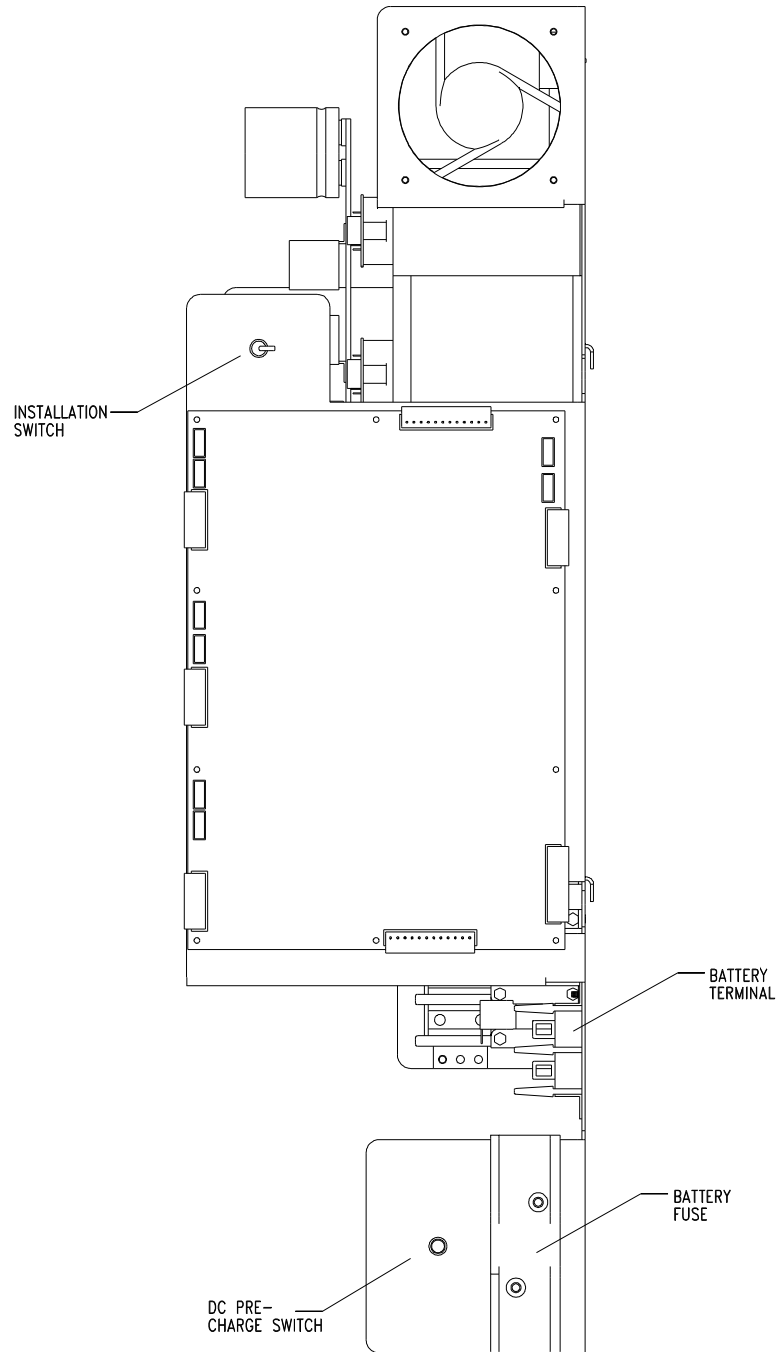 INSTALLATION
SWITCH
BATTERY
TERMINAL
BATTERY
FUSE
DC PRE-
CHARGE SWITCH